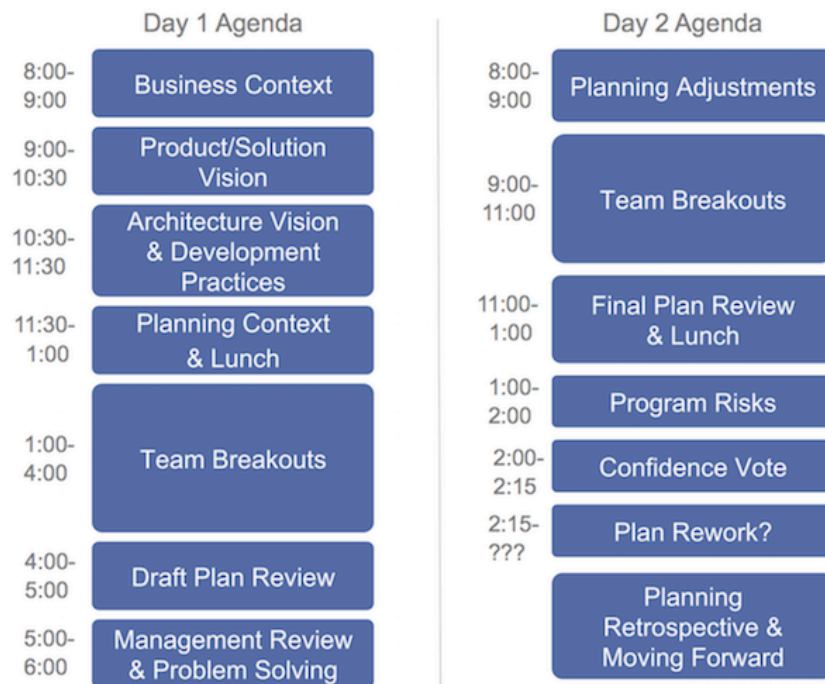 Day 1 Agenda
8:00-
9:00
Business Context
9:00-
10:30
Product/Solution
Vision
10:30-
11:30
Architecture Vision
& Development
Practices
11:30-
1:00
Planning Context
& Lunch
1:00-
4:00
Team Breakouts
4:00-
5:00
Draft Plan Review
5:00-
6:00
Management Review
& Problem Solving
Day 2 Agenda
8:00-
9:00
Planning Adjustments
9:00-
11:00
Team Breakouts
11:00-
1:00
Final Plan Review
& Lunch
1:00-
2:00
Program Risks
2:00-
2:15
Confidence Vote
2:15-
???
Plan Rework?
Planning
Retrospective &
Moving Forward